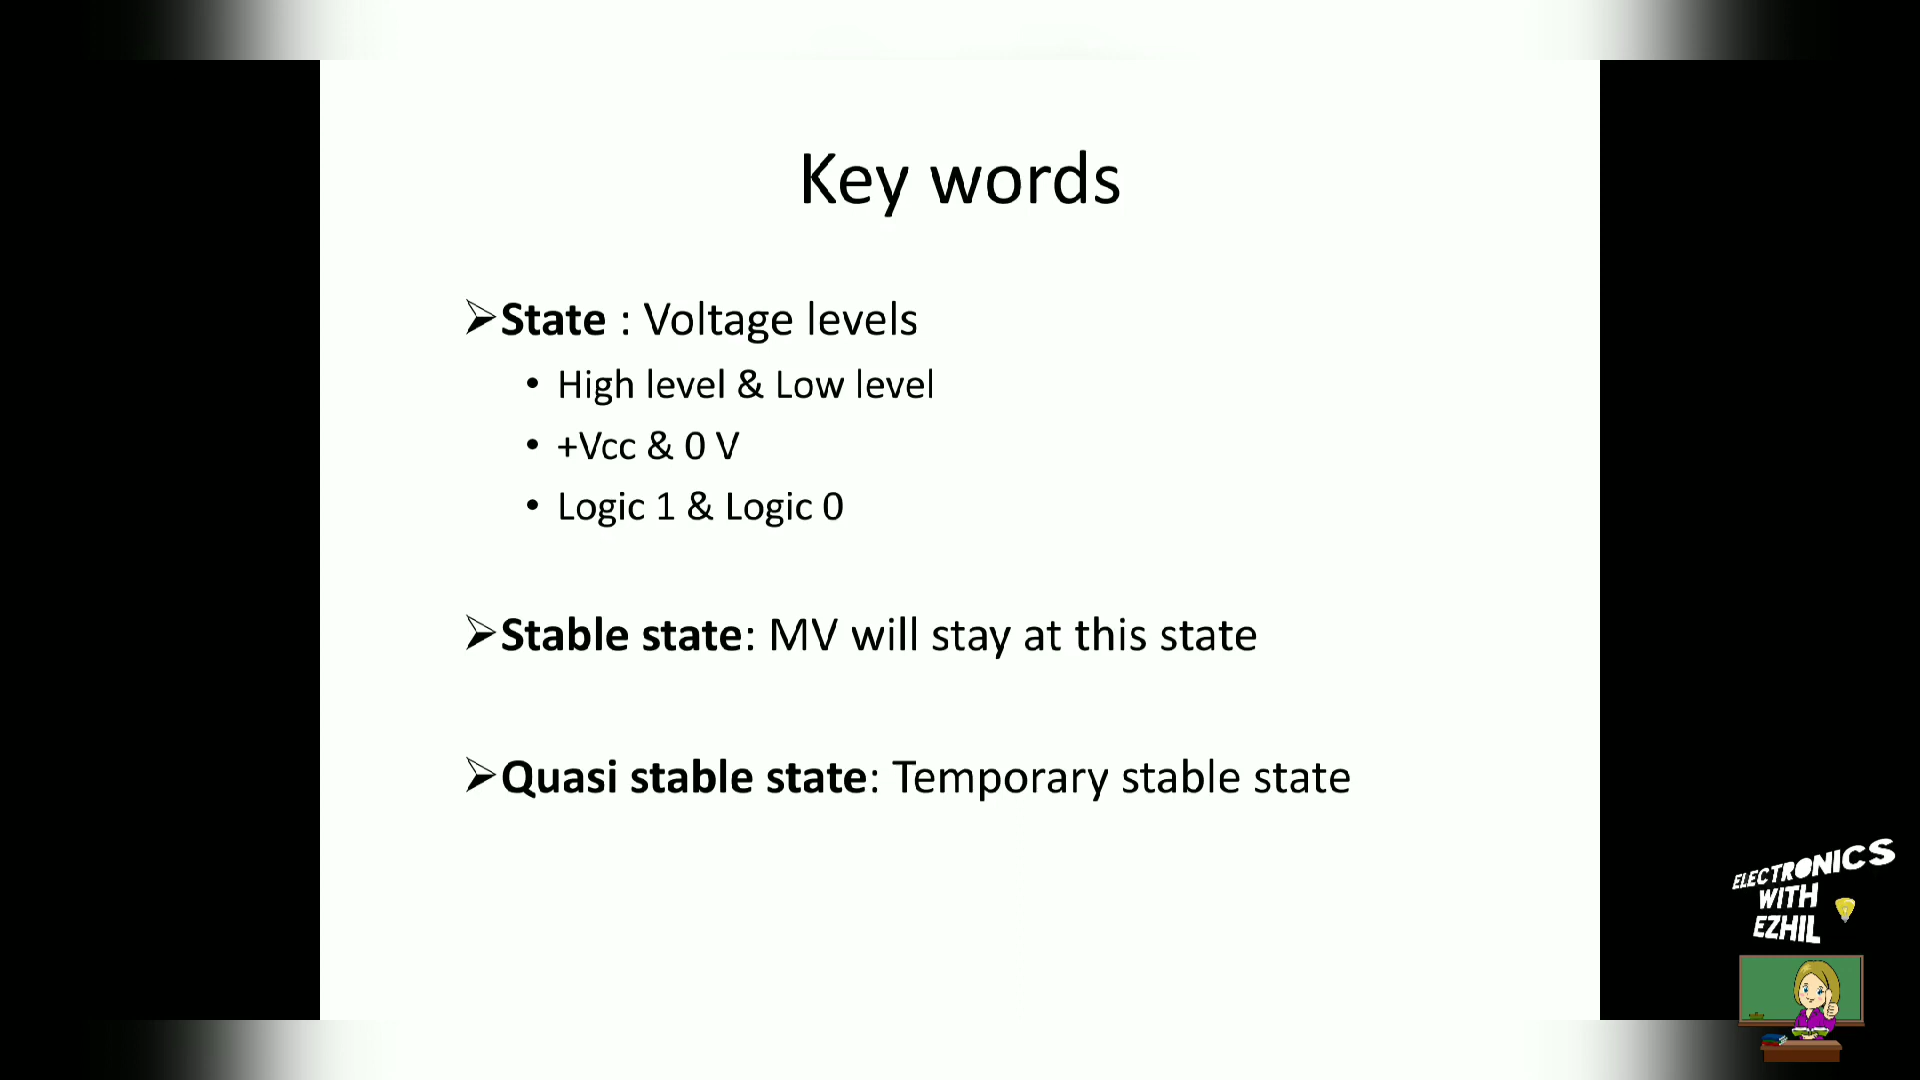 Key words
➢State : Voltage levels
• High level & Low level
• +Vcc & 0 V
• Logic 1 & Logic 0
➢Stable state: MV will stay at this state
➢Quasi stable state: Temporary stable state
ELECTRONICS
WITH
EZHIL